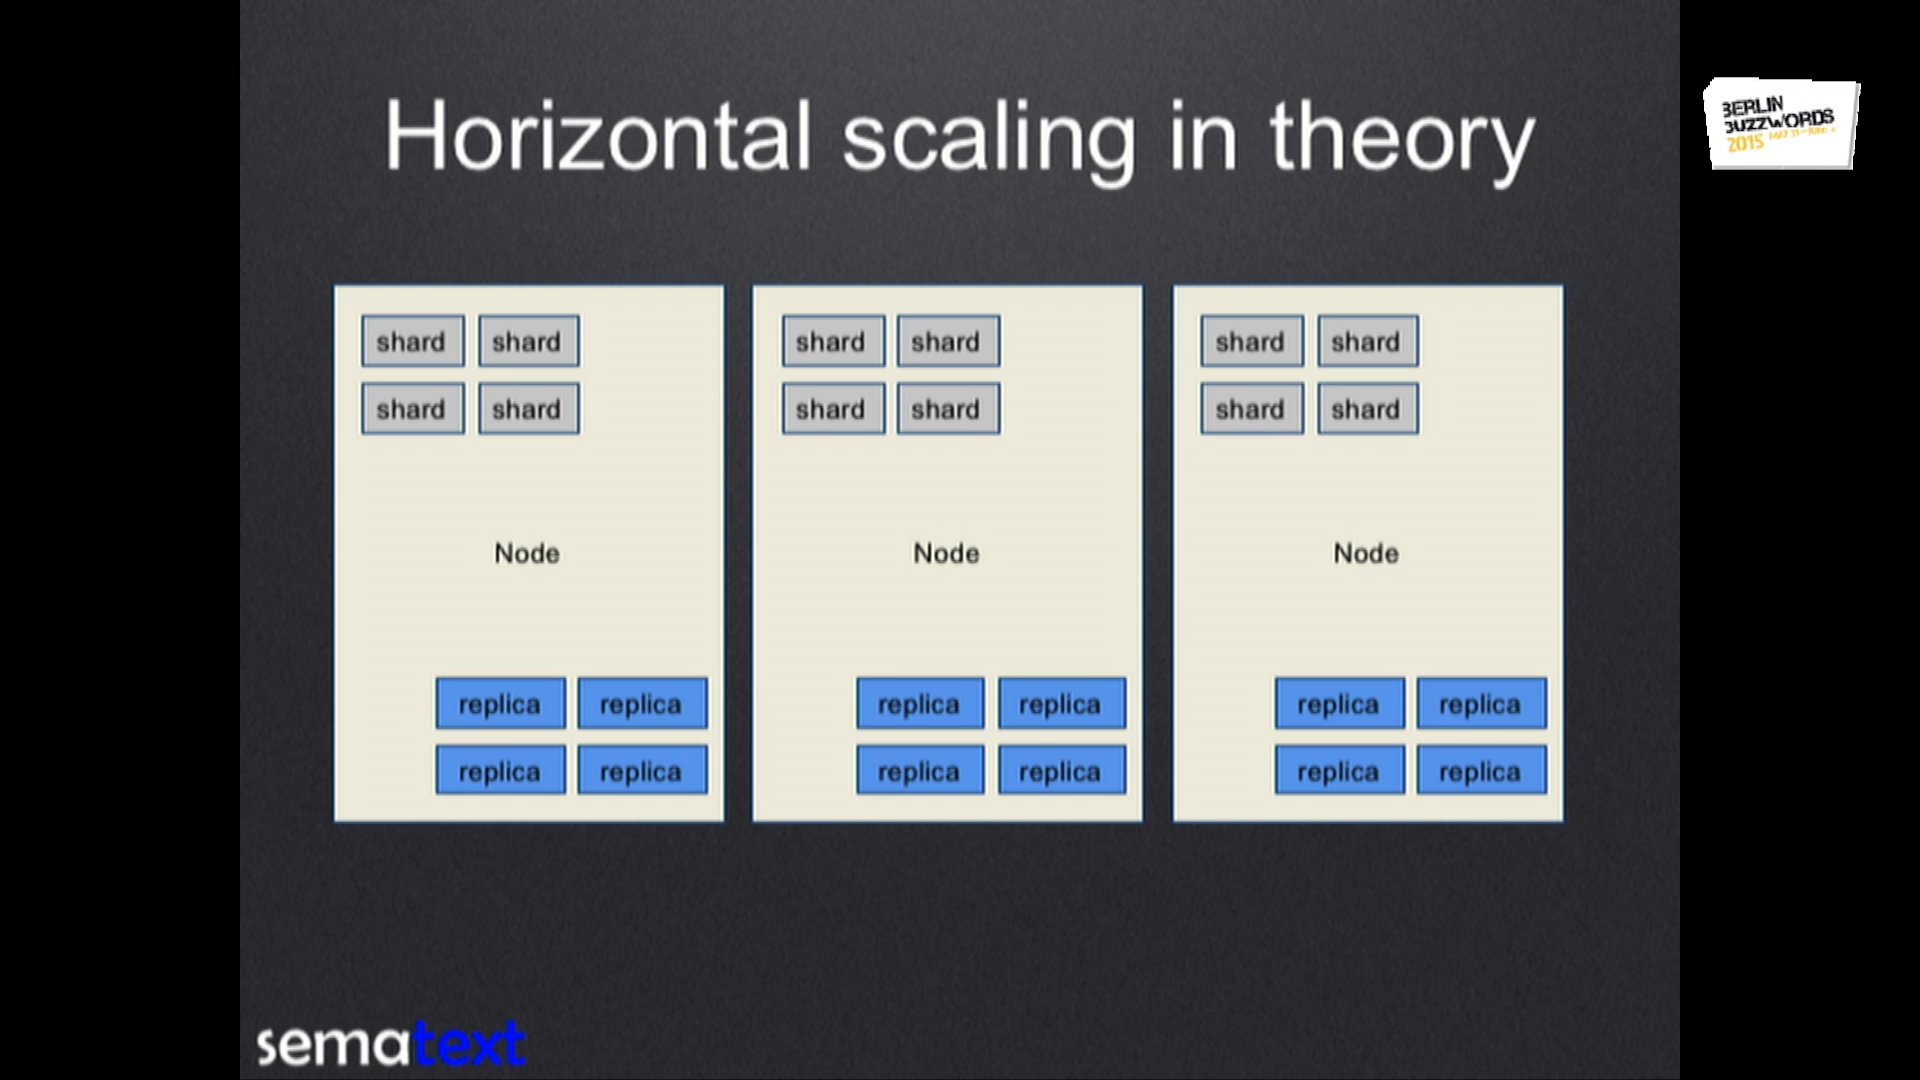 Horizontal scaling in theory
BERLIN
BUZZWORDS
2015
shard shard shard shard shard shard
shard shard shard shard shard shard
Node Node Node
replica replica replica replica replica replica
replica replica replica replica replica replica
sematext